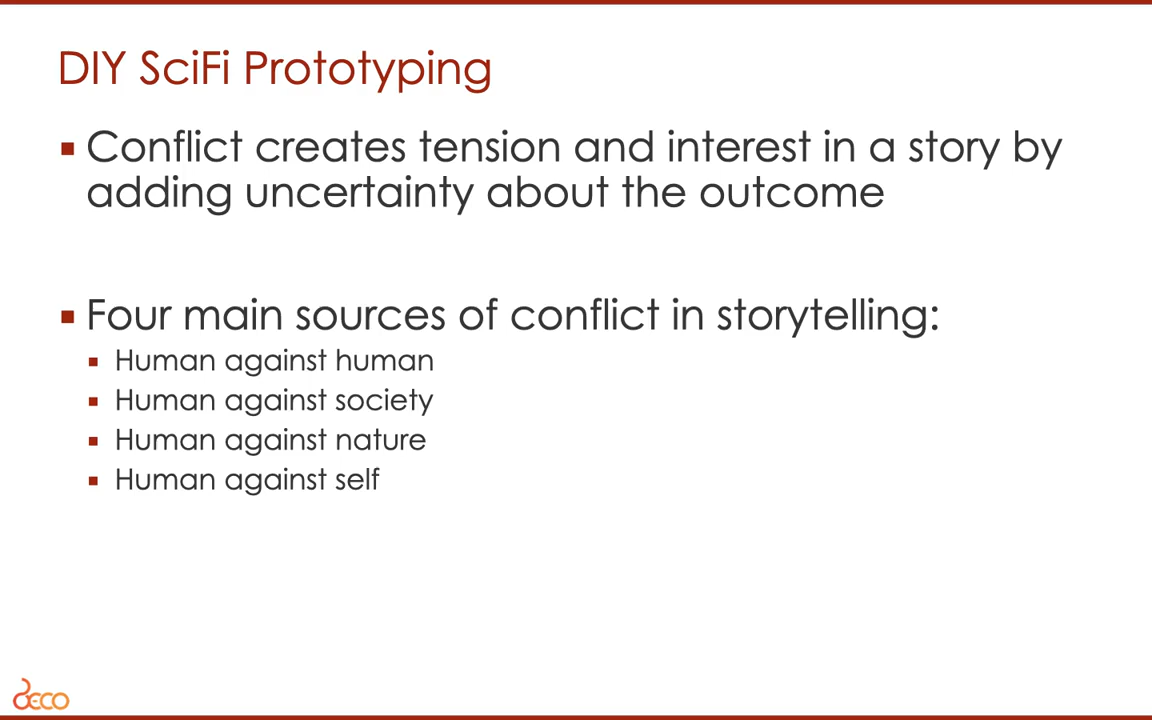 DIY SciFi Prototyping
Conflict creates tension and interest in a story by
adding uncertainty about the outcome
Four main sources of conflict in storytelling:
Human against human
Human against society
Human against nature
Human against self
DECO